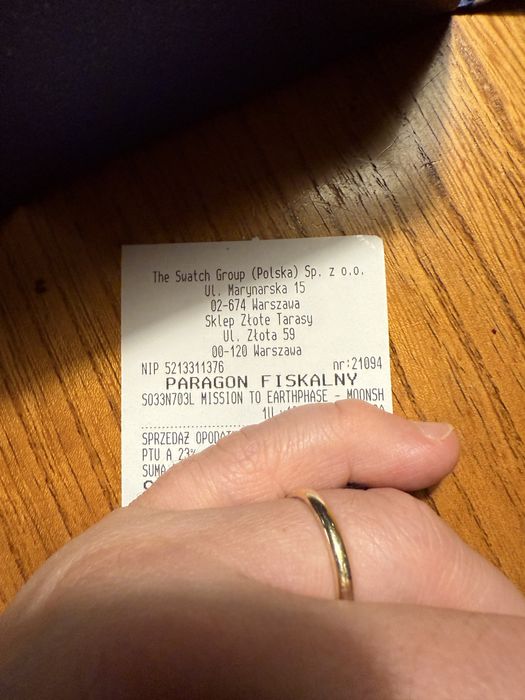 The Swatch Group (Polska) Sp. z o.o.
Ul. Marynarska 15
02-674 Warszawa
Sklep Złote Tarasy
Ul. Złota 59
00-120 Warszawa
NIP 5213311376 nr:21094
PARAGON FISKALNY
SO33N703L MISSION TO EARTHPHASE - MOONSH
SPRZEDAŻ
PTU A 23%
SUMA